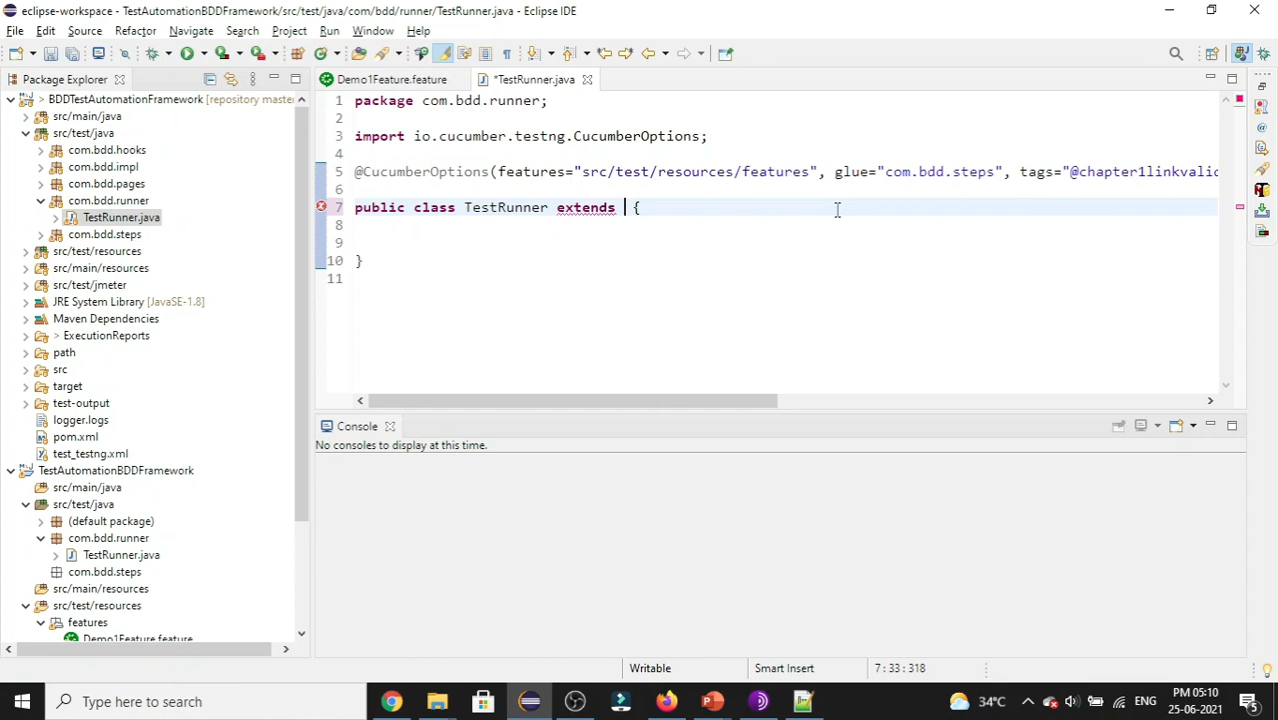 eclipse-workspace - TestAutomationBDDFramework/src/test/java/com/bdd/runner/TestRunner.java - Eclipse IDE
File Edit Source Refactor Navigate Search Project Run Window Help
Package Explorer
Demo1Feature.feature
*TestRunner.java
> BDDTestAutomationFramework [repository master
src/main/java
src/test/java
com.bdd.hooks
com.bdd.impl
com.bdd.pages
com.bdd.runner
TestRunner.java
com.bdd.steps
src/test/resources
src/main/resources
src/test/jmeter
JRE System Library [JavaSE-1.8]
Maven Dependencies
> ExecutionReports
path
src
target
test-output
logger.logs
pom.xml
test_testng.xml
TestAutomationBDDFramework
src/main/java
src/test/java
(default package)
com.bdd.runner
TestRunner.java
com.bdd.steps
src/main/resources
src/test/resources
features
Demo1Feature.feature
1 package com.bdd.runner;
2
3 import io.cucumber.testng.CucumberOptions;
4
5 @CucumberOptions(features="src/test/resources/features", glue="com.bdd.steps", tags="@chapter1linkvalid
6
7 public class TestRunner extends {
8
9
10 }
11
Console
No consoles to display at this time.
Writable
Smart Insert
7 : 33 : 318
Type here to search
34°C
ENG
PM 05:10
25-06-2021
5